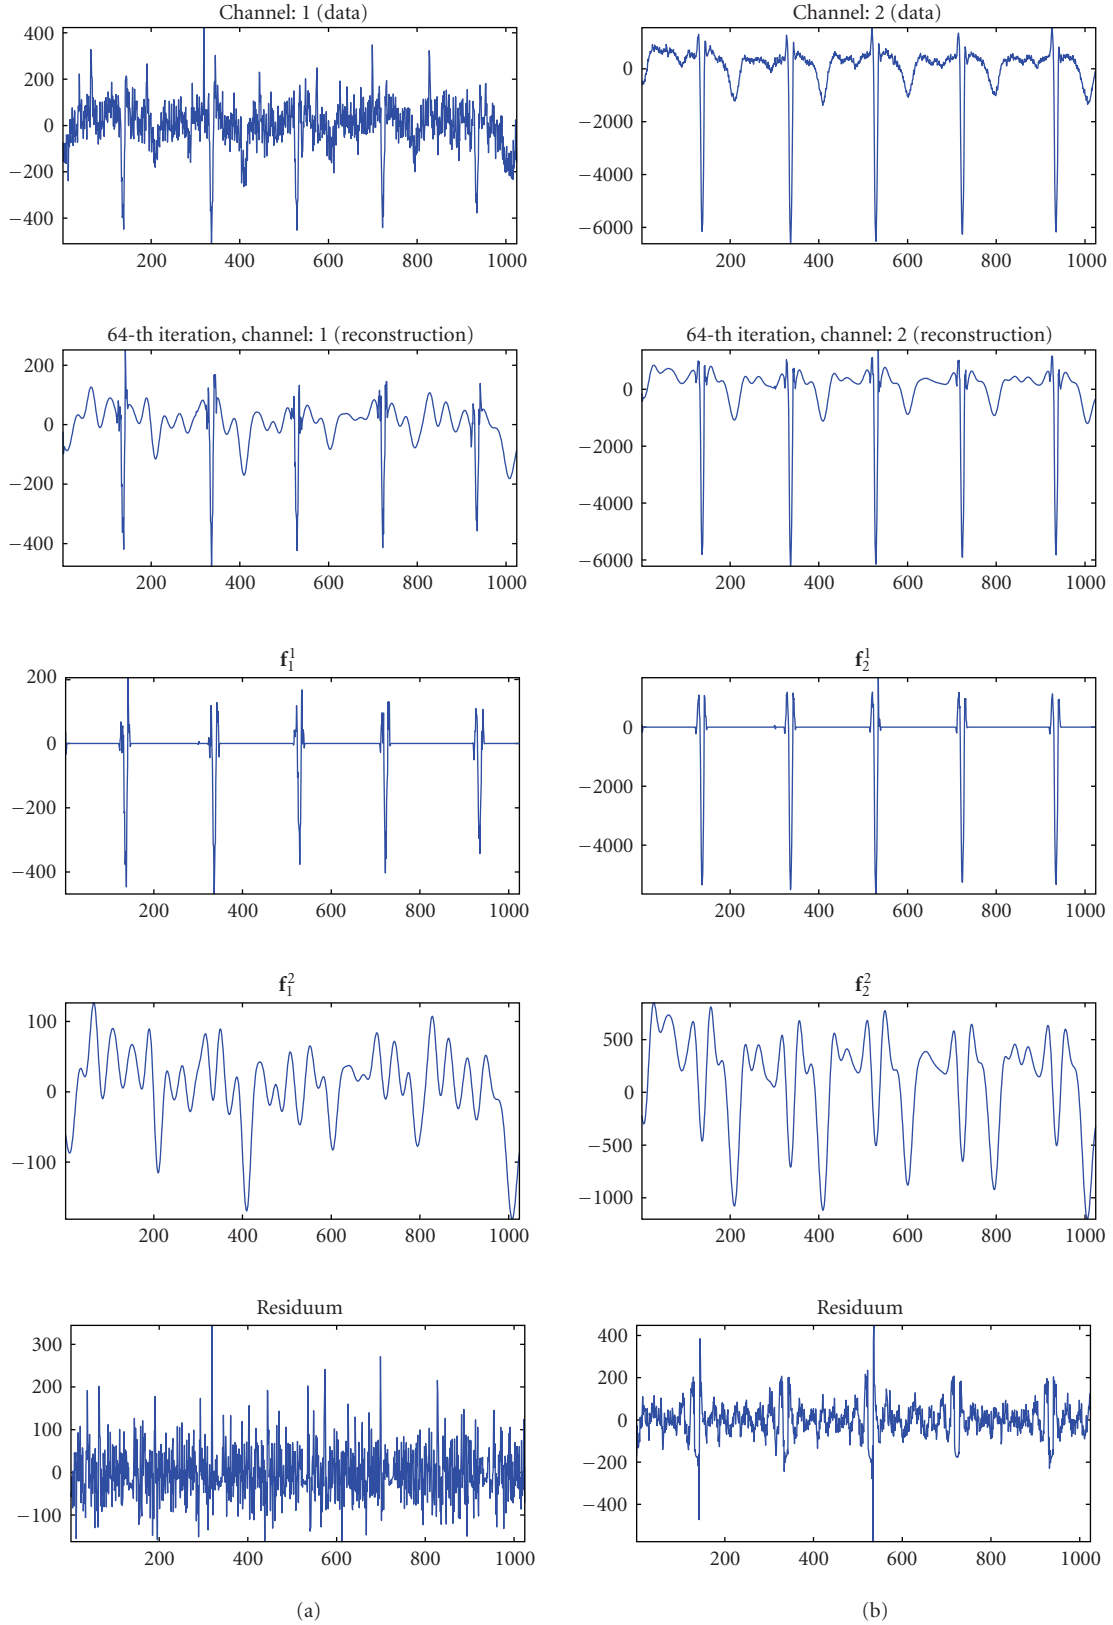 Channel: 1 (data)
400
200
0
−200
−400
200 400 600 800 1000
Channel: 2 (data)
0
−2000
−4000
−6000
200 400 600 800 1000
64-th iteration, channel: 1 (reconstruction)
200
0
−200
−400
200 400 600 800 1000
64-th iteration, channel: 2 (reconstruction)
0
−2000
−4000
−6000
200 400 600 800 1000
f₁¹
200
0
−200
−400
200 400 600 800 1000
f₂¹
0
−2000
−4000
200 400 600 800 1000
f₁²
100
0
−100
200 400 600 800 1000
f₂²
500
0
−500
−1000
200 400 600 800 1000
Residuum
300
200
100
0
−100
200 400 600 800 1000
(a)
Residuum
400
200
0
−200
−400
200 400 600 800 1000
(b)